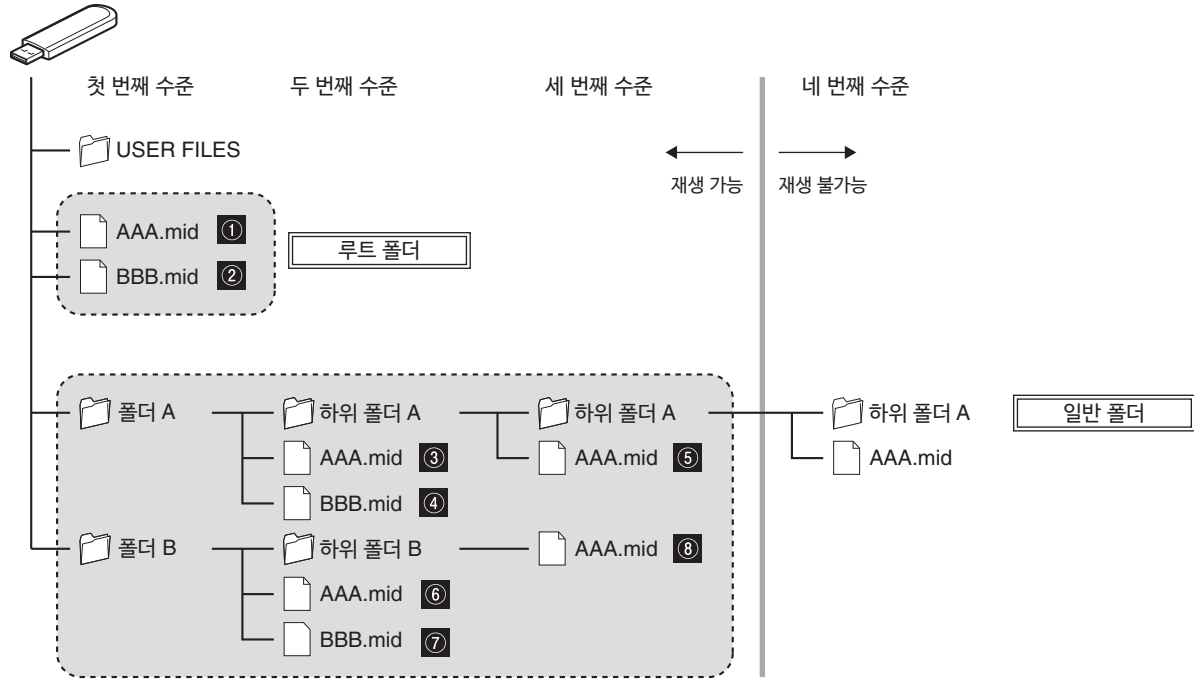 첫 번째 수준 두 번째 수준 세 번째 수준 네 번째 수준
USER FILES
재생 가능 재생 불가능
AAA.mid ①
루트 폴더
BBB.mid ②
폴더 A 하위 폴더 A 하위 폴더 A 하위 폴더 A 일반 폴더
AAA.mid ③ AAA.mid ⑤ AAA.mid
BBB.mid ④
폴더 B 하위 폴더 B AAA.mid ⑧
AAA.mid ⑥
BBB.mid ⑦